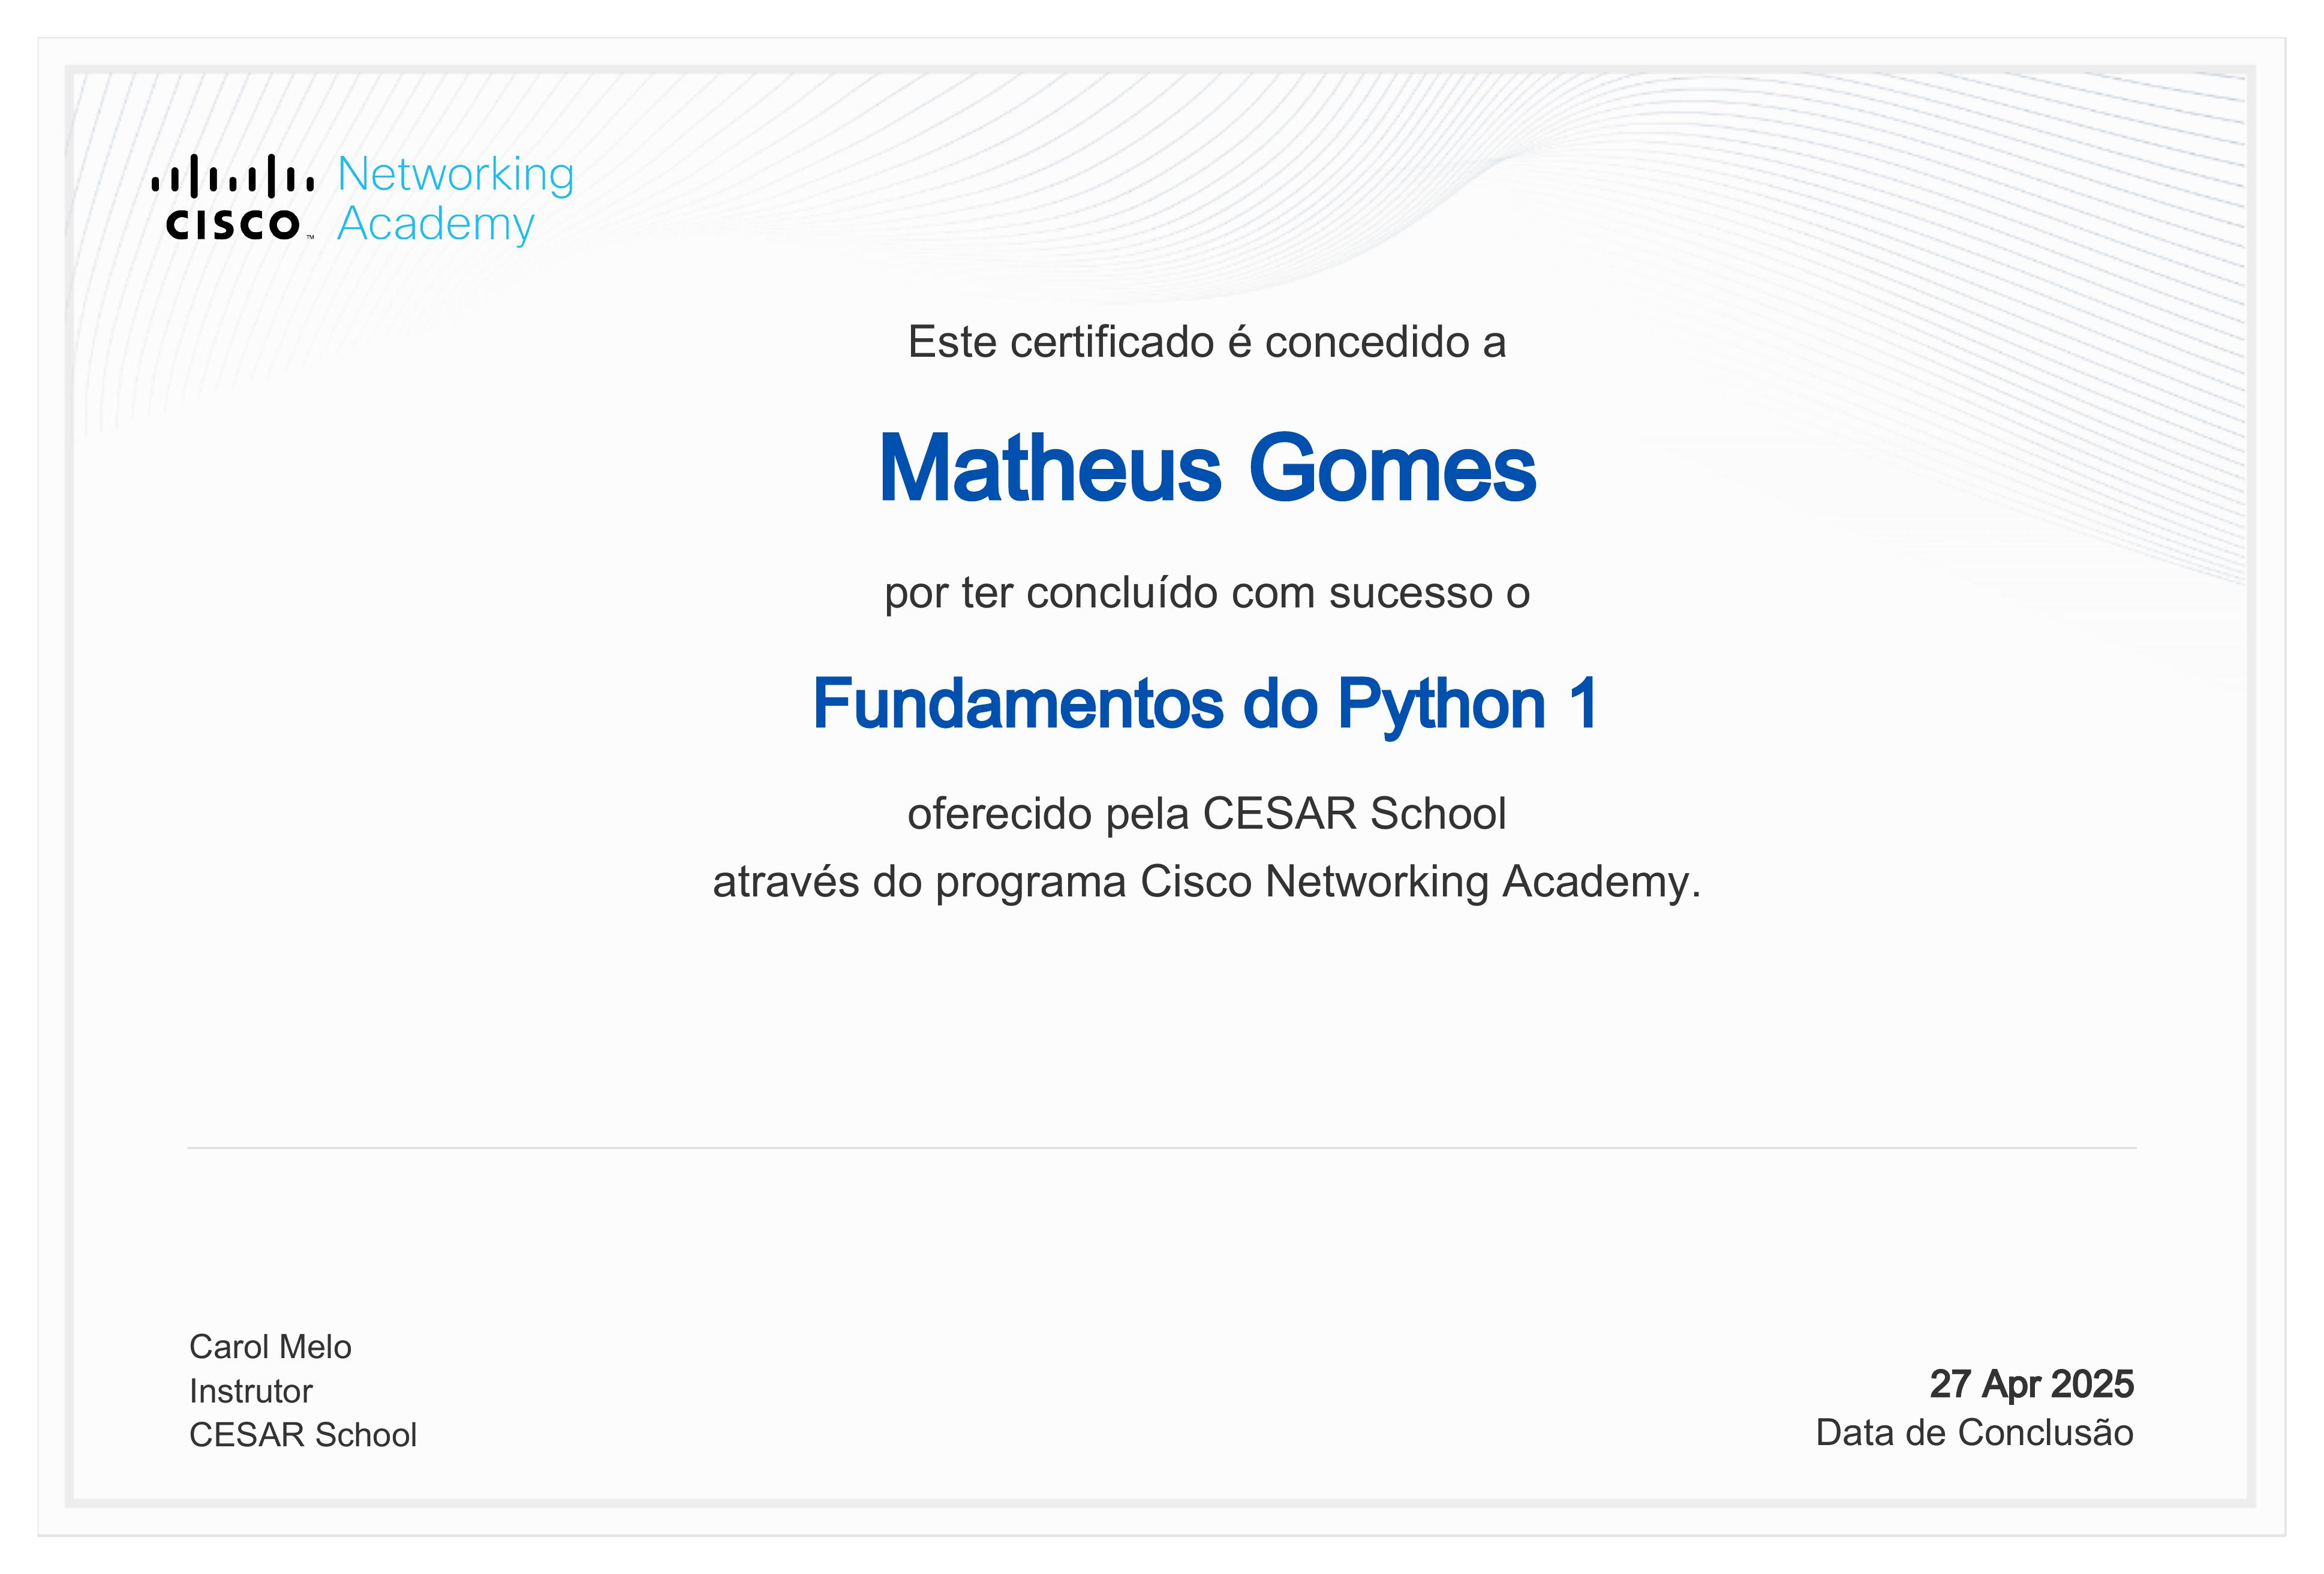 CISCO™
Networking
Academy
Este certificado é concedido a
Matheus Gomes
por ter concluído com sucesso o
Fundamentos do Python 1
oferecido pela CESAR School
através do programa Cisco Networking Academy.
Carol Melo
Instrutor
CESAR School
27 Apr 2025
Data de Conclusão